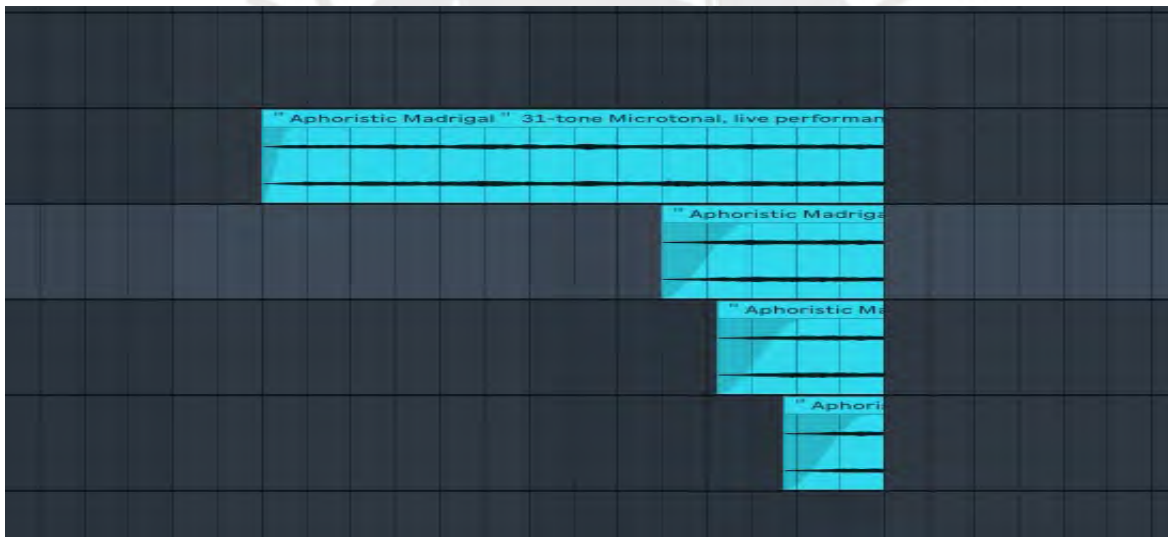 " Aphoristic Madrigal " 31-tone Microtonal, live performan
" Aphoristic Madriga
" Aphoristic Ma
" Aphoris